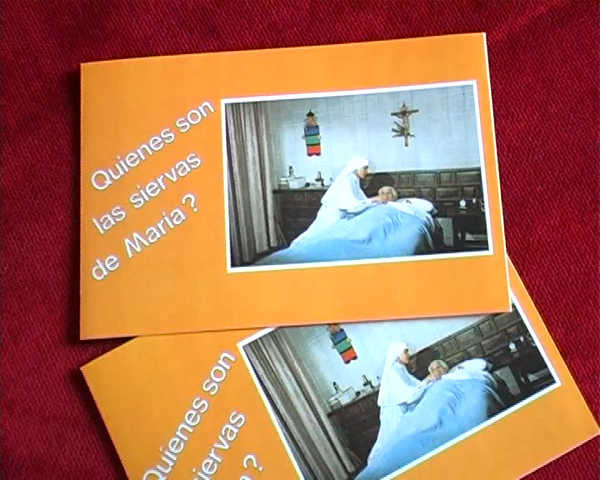 Quienes son
las siervas
de Maria?
Quienes son
siervas
?